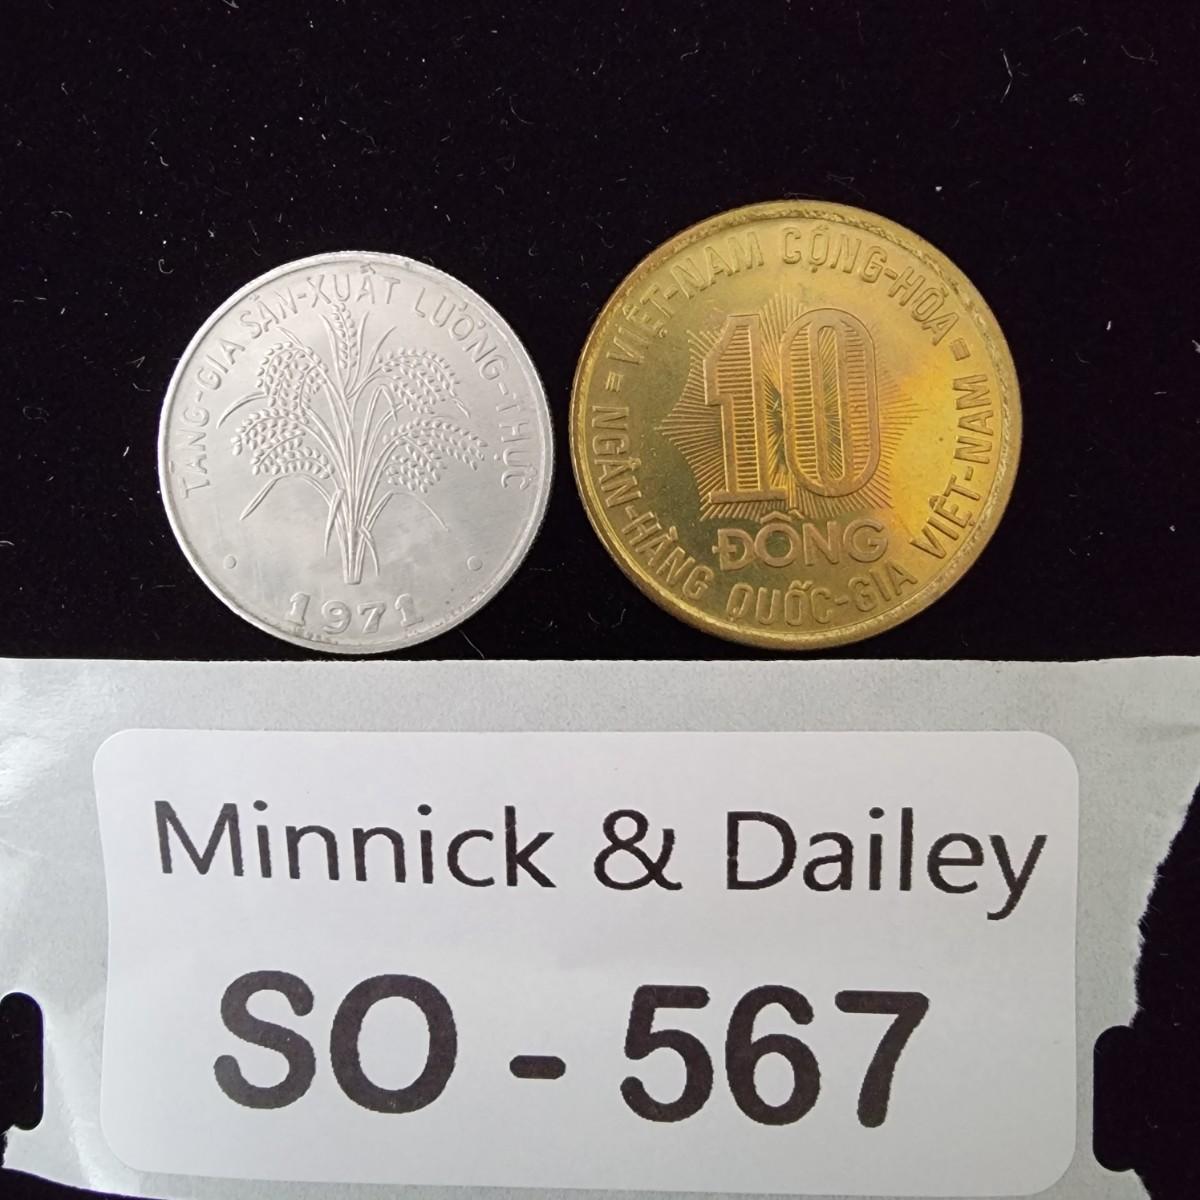 TĂNG-GIA SẢN-XUẤT LƯƠNG-THỰC
1971
VIỆT-NAM CỘNG-HÒA
10
ĐỒNG
NGÂN-HÀNG QUỐC-GIA VIỆT-NAM
Minnick & Dailey
SO - 567